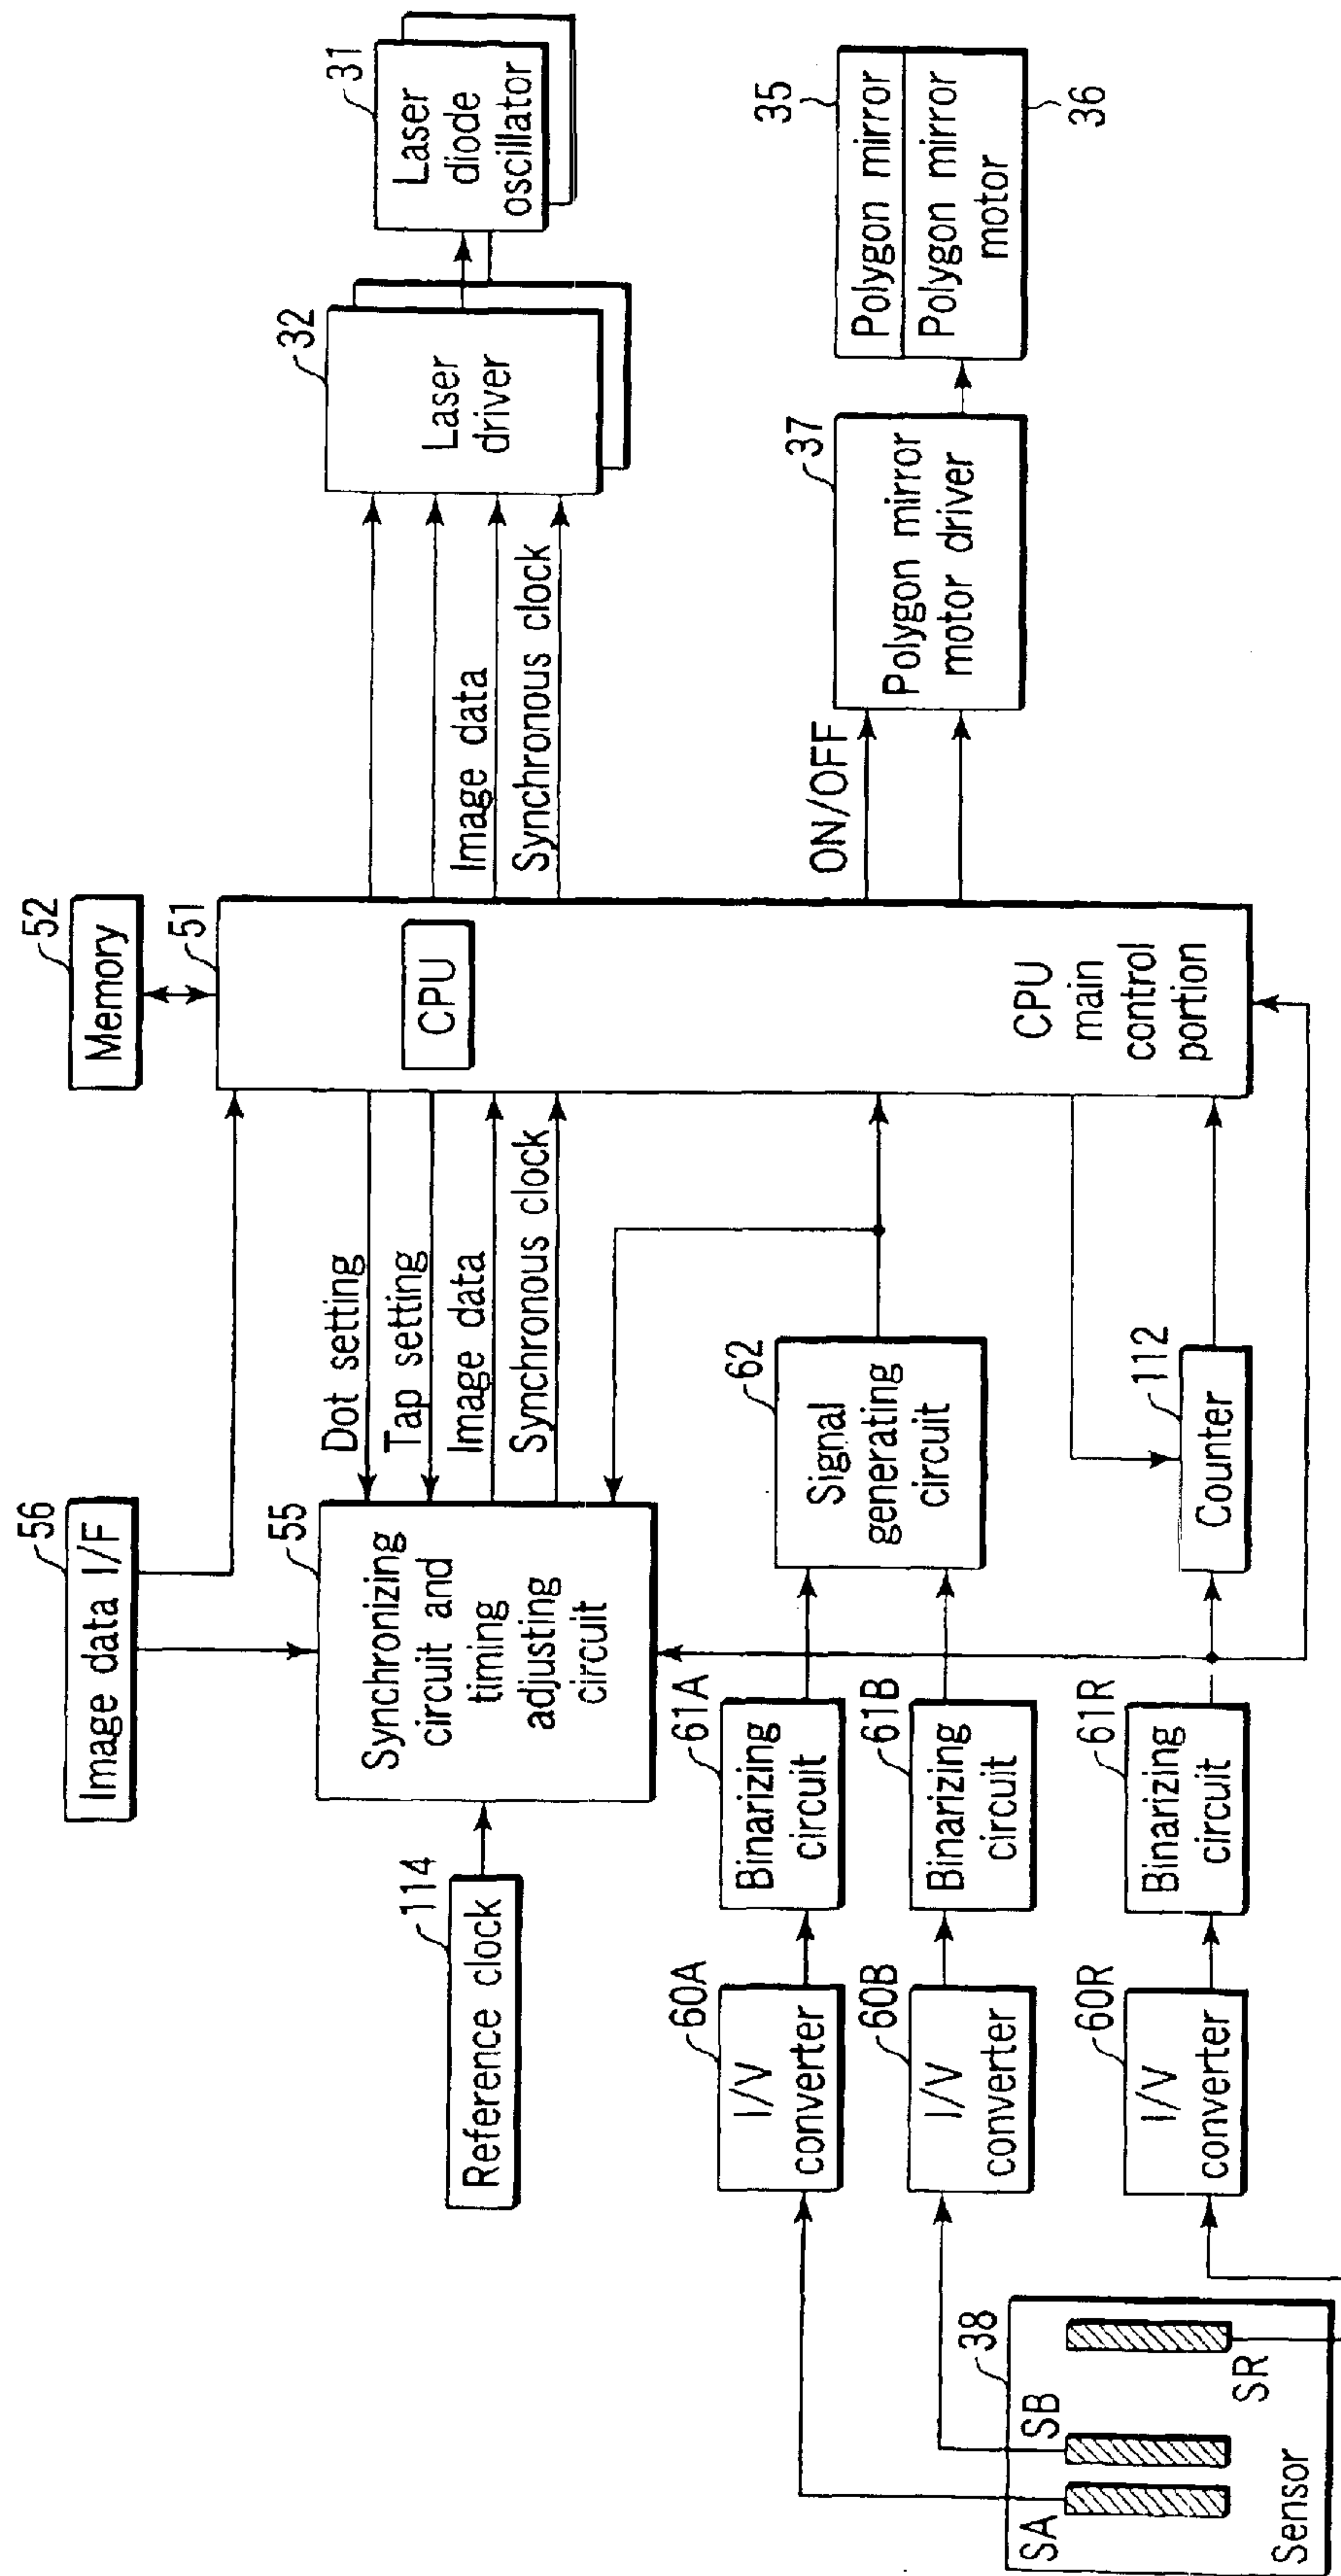 56
Image data I/F
52
Memory
51
CPU
CPU
main
control
portion
114
Reference clock
55
Synchronizing
circuit and
timing
adjusting
circuit
Dot setting
Tap setting
Image data
Synchronous clock
Image data
Synchronous clock
32
Laser
driver
31
Laser
diode
oscillator
60A
I/V
converter
61A
Binarizing
circuit
60B
I/V
converter
61B
Binarizing
circuit
62
Signal
generating
circuit
ON/OFF
37
Polygon mirror
motor driver
35
Polygon mirror
Polygon mirror
motor
36
60R
I/V
converter
61R
Binarizing
circuit
112
Counter
38
SA
SB
SR
Sensor